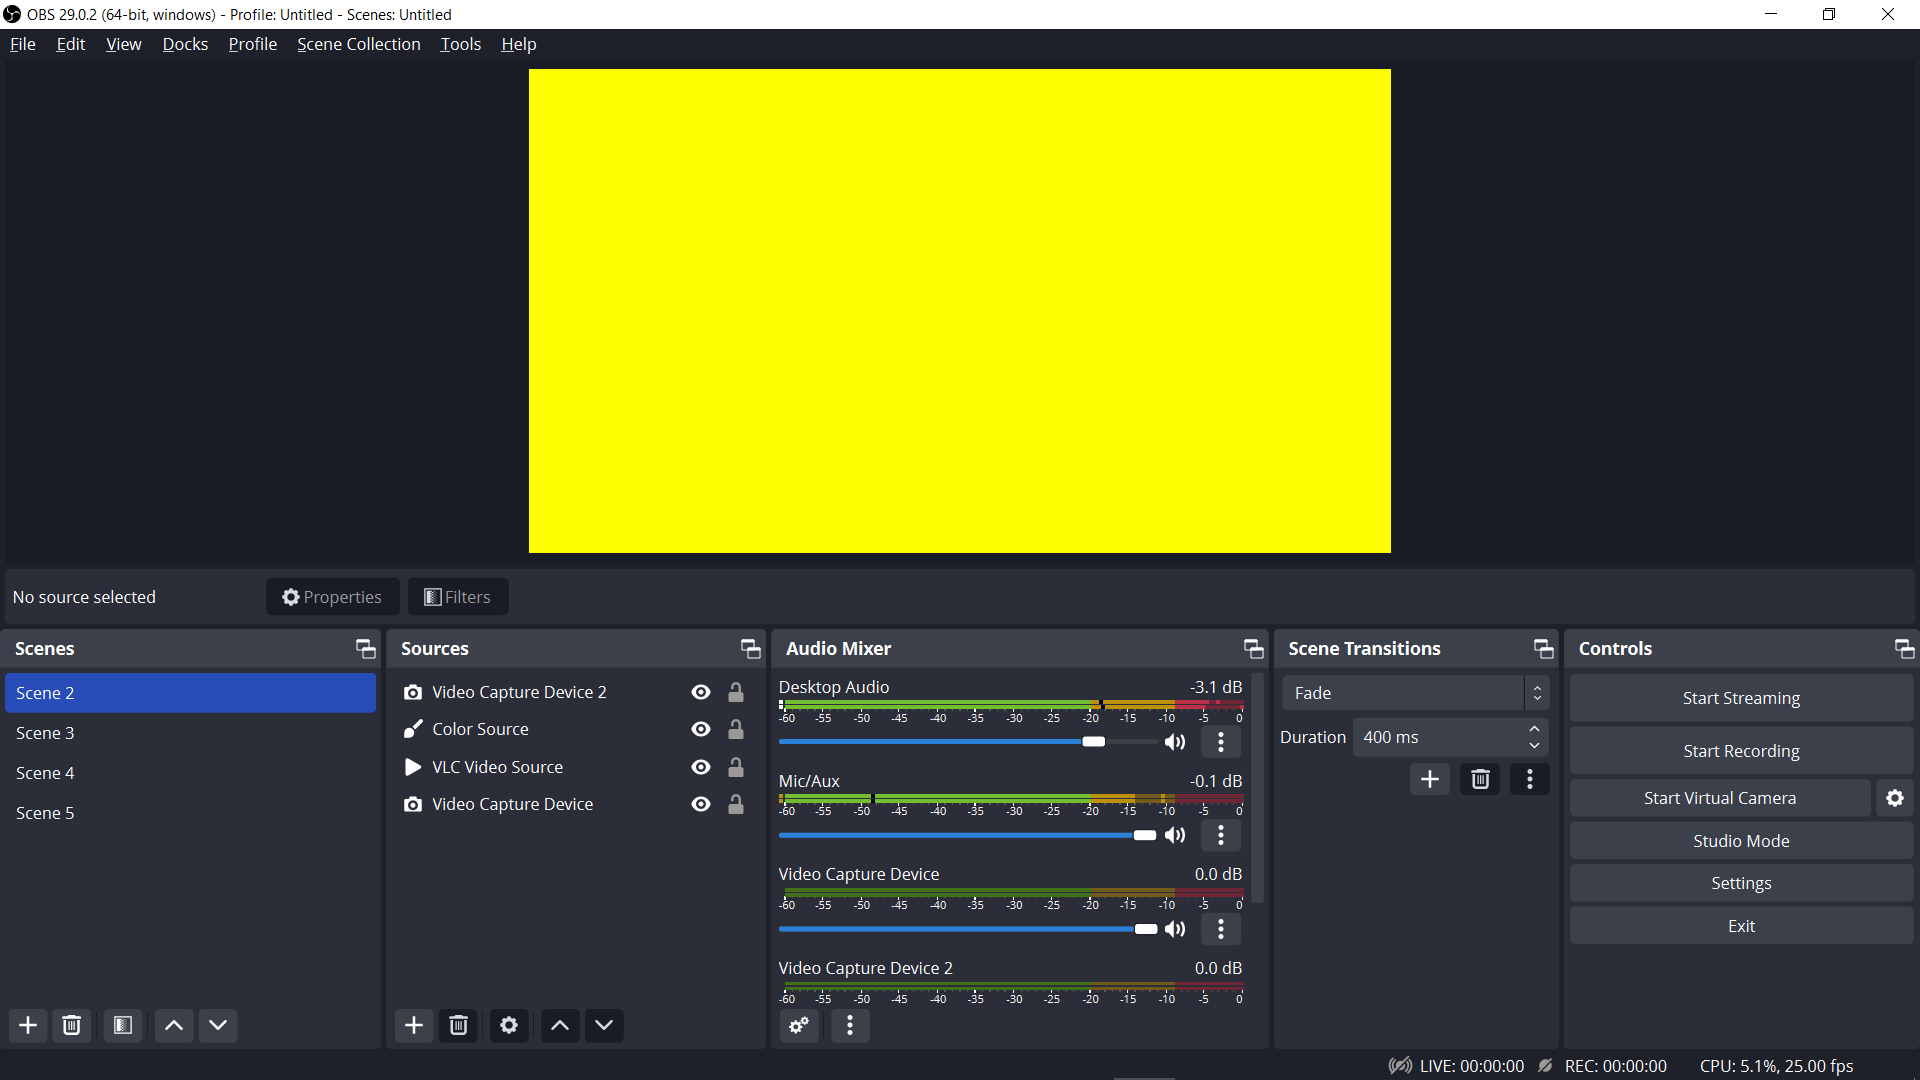 OBS 29.0.2 (64-bit, windows) - Profile: Untitled - Scenes: Untitled
File Edit View Docks Profile Scene Collection Tools Help
No source selected Properties Filters
Scenes
Scene 2
Scene 3
Scene 4
Scene 5
Sources
Video Capture Device 2
Color Source
VLC Video Source
Video Capture Device
Audio Mixer
Desktop Audio -3.1 dB
-60 -55 -50 -45 -40 -35 -30 -25 -20 -15 -10 -5 0
Mic/Aux -0.1 dB
-60 -55 -50 -45 -40 -35 -30 -25 -20 -15 -10 -5 0
Video Capture Device 0.0 dB
-60 -55 -50 -45 -40 -35 -30 -25 -20 -15 -10 -5 0
Video Capture Device 2 0.0 dB
-60 -55 -50 -45 -40 -35 -30 -25 -20 -15 -10 -5 0
Scene Transitions
Fade
Duration 400 ms
Controls
Start Streaming
Start Recording
Start Virtual Camera
Studio Mode
Settings
Exit
LIVE: 00:00:00 REC: 00:00:00 CPU: 5.1%, 25.00 fps